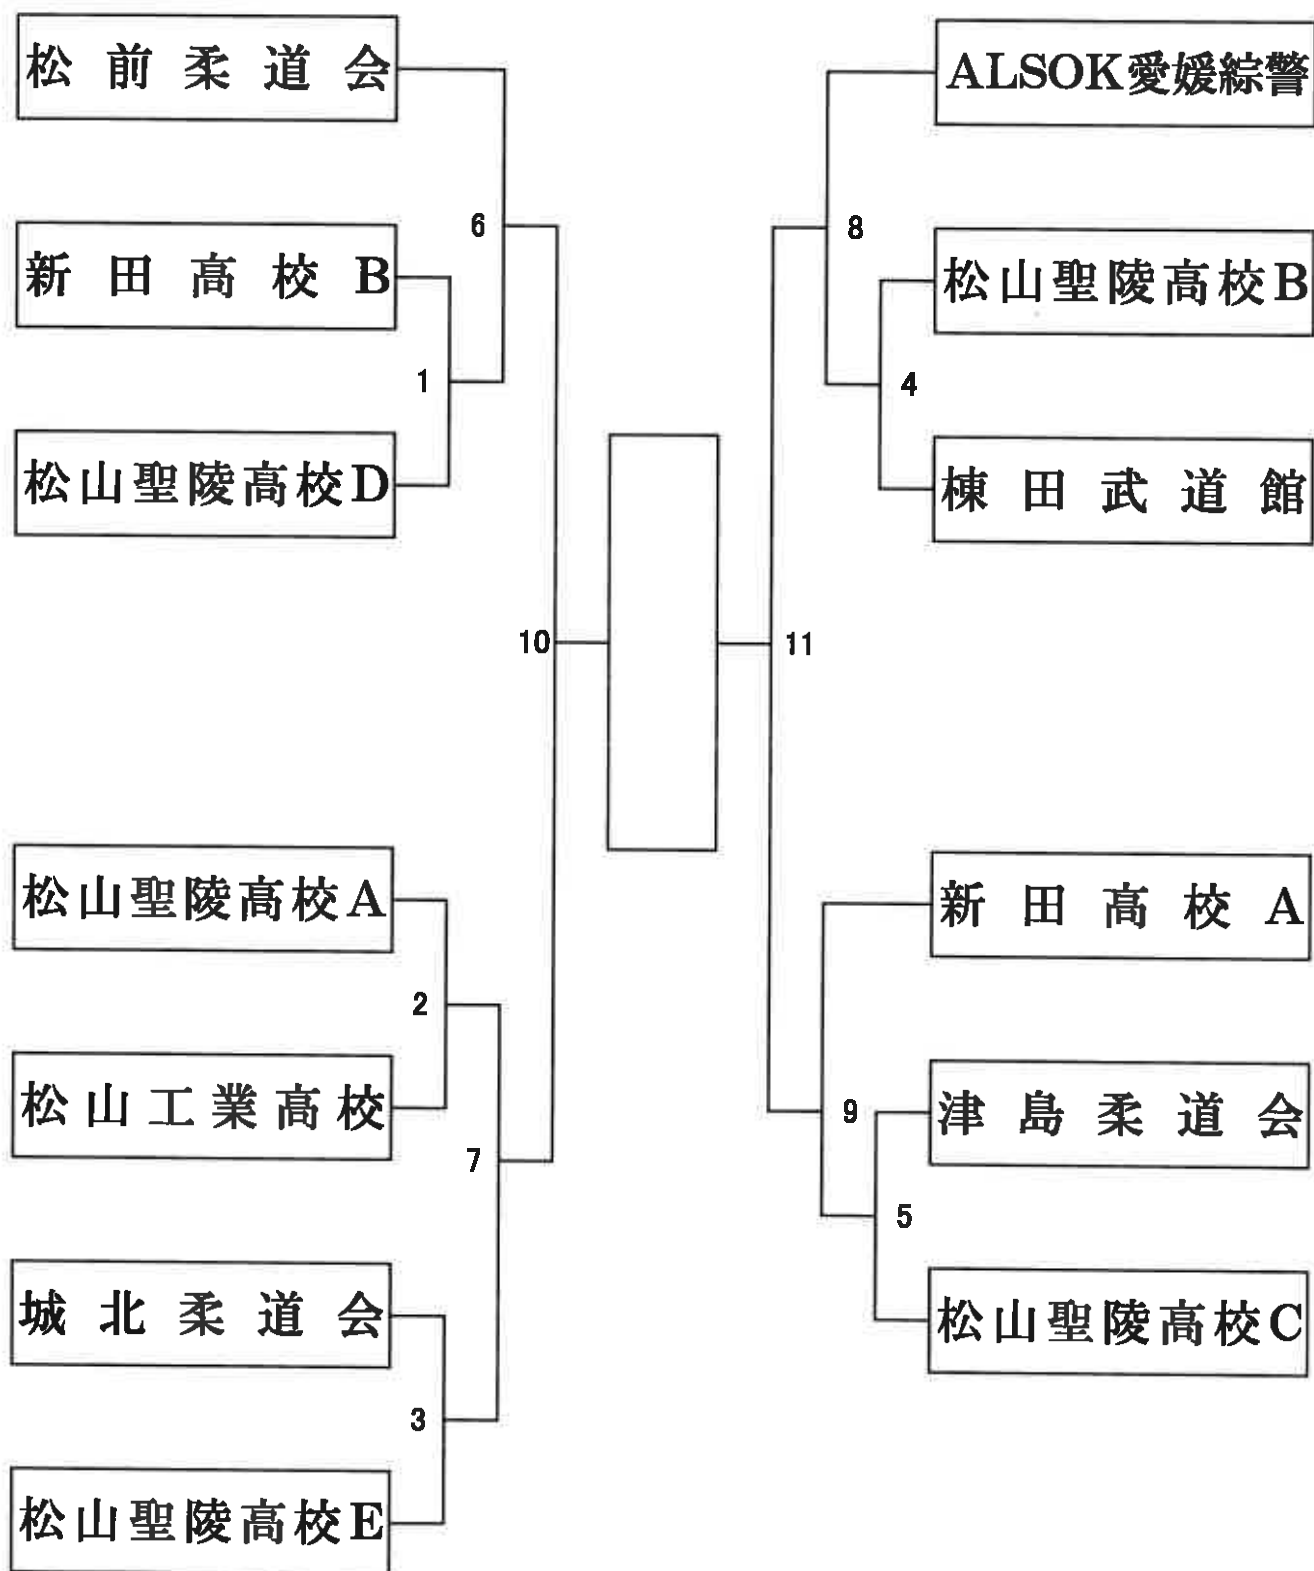 松前柔道会
6
新田高校B
1
松山聖陵高校D
10
松山聖陵高校A
2
松山工業高校
7
城北柔道会
3
松山聖陵高校E
ALSOK愛媛綜警
8
松山聖陵高校B
4
棟田武道館
11
新田高校A
9
津島柔道会
5
松山聖陵高校C